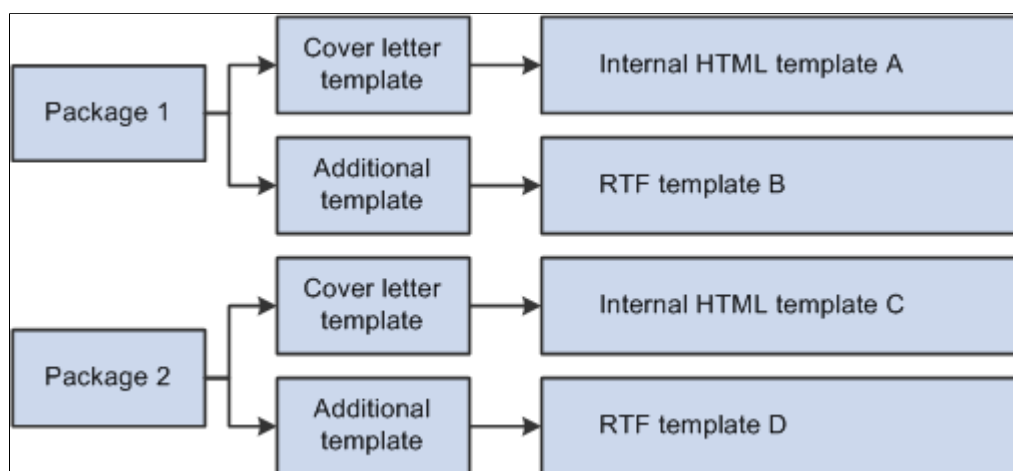 Cover letter
template
Internal HTML template A
Package 1
Additional
template
RTF template B
Cover letter
template
Internal HTML template C
Package 2
Additional
template
RTF template D